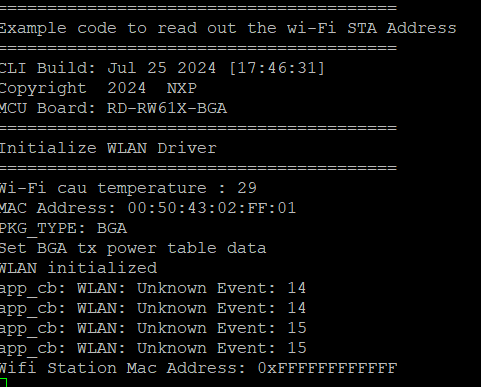 ========================================
Example code to read out the wi-Fi STA Address
========================================
CLI Build: Jul 25 2024 [17:46:31]
Copyright  2024  NXP
MCU Board: RD-RW61X-BGA
========================================
Initialize WLAN Driver
========================================
Wi-Fi cau temperature : 29
MAC Address: 00:50:43:02:FF:01
PKG_TYPE: BGA
Set BGA tx power table data
WLAN initialized
app_cb: WLAN: Unknown Event: 14
app_cb: WLAN: Unknown Event: 14
app_cb: WLAN: Unknown Event: 15
app_cb: WLAN: Unknown Event: 15
Wifi Station Mac Address: 0xFFFFFFFFFFFF